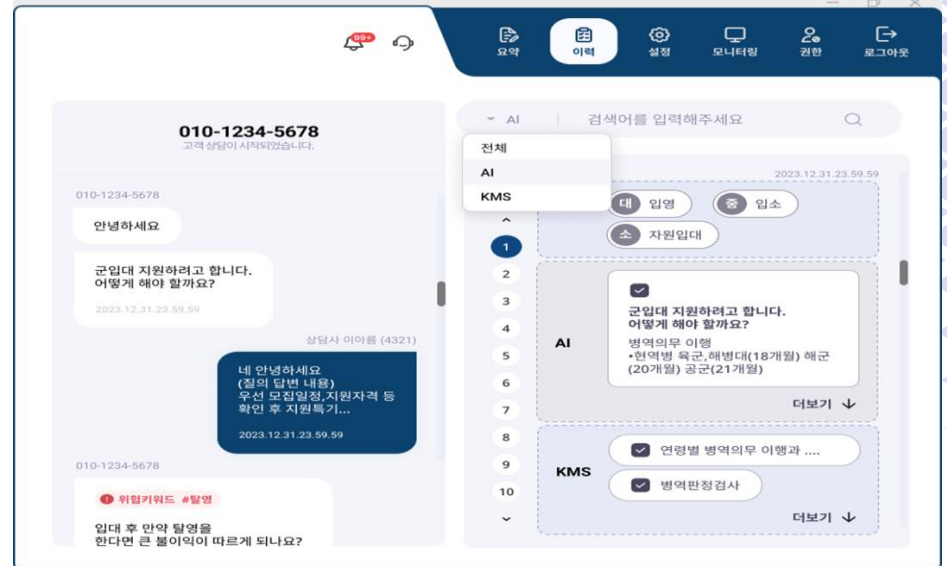 99+
요약
이력
설정
모니터링
권한
로그아웃
010-1234-5678
고객 상담이 시작되었습니다.
010-1234-5678
안녕하세요
군입대 지원하려고 합니다.
어떻게 해야 할까요?
2023.12.31.23.59.59
상담사 이아름 (4321)
네 안녕하세요
(질의 답변 내용)
우선 모집일정,지원자격 등
확인 후 지원특기...
2023.12.31.23.59.59
010-1234-5678
위험키워드 #탈영
입대 후 만약 탈영을
한다면 큰 불이익이 따르게 되나요?
AI
검색어를 입력해주세요
전체
AI
KMS
1
2
3
4
5
6
7
8
9
10
2023.12.31.23.59.59
대 입영
중 입소
소 자원입대
AI
군입대 지원하려고 합니다.
어떻게 해야 할까요?
병역의무 이행
•현역병 육군,해병대(18개월) 해군
(20개월) 공군(21개월)
더보기
KMS
연령별 병역의무 이행과 ....
병역판정검사
더보기